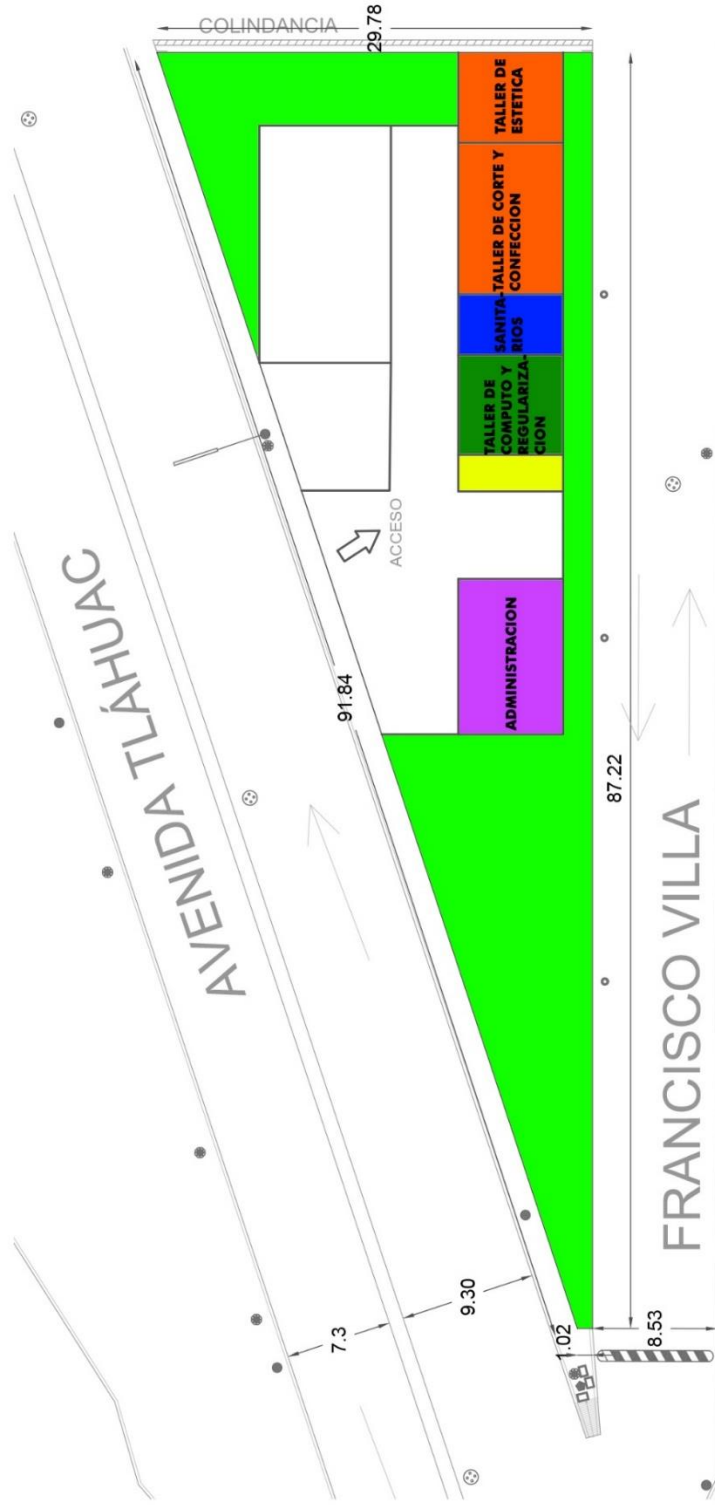 COLINDANCIA
29.78
TALLER DE
ESTETICA
TALLER DE CORTE Y
CONFECCION
SANITA-
RIOS
TALLER DE
COMPUTO Y
REGULARIZA-
CION
ACCESO
ADMINISTRACION
AVENIDA TLÁHUAC
91.84
87.22
FRANCISCO VILLA
7.3
9.30
1.02
8.53